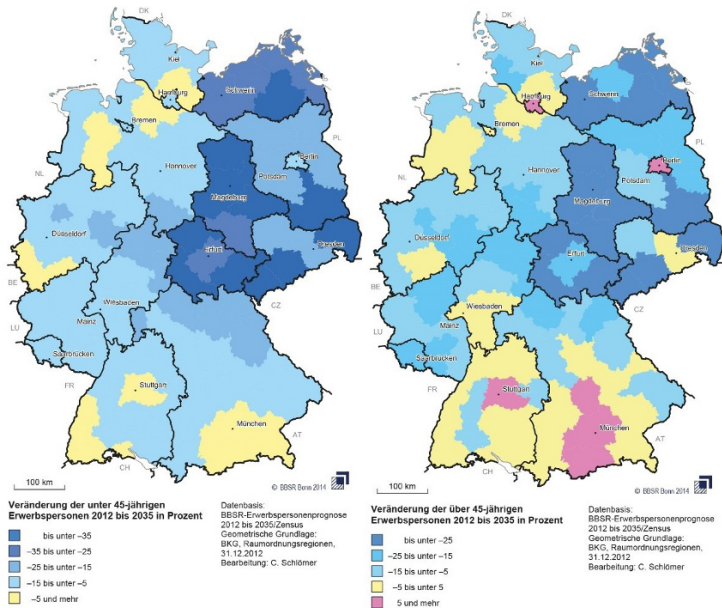 DK
Kiel
Hamburg
Schwerin
Bremen
PL
Berlin
NL
Hannover
Potsdam
Magdeburg
Düsseldorf
Erfurt
Dresden
BE
Wiesbaden
CZ
LU
Mainz
Saarbrücken
FR
Stuttgart
München
AT
CH
100 km
© BBSR Bonn 2014
Veränderung der unter 45-jährigen
Erwerbspersonen 2012 bis 2035 in Prozent
bis unter –35
–35 bis unter –25
–25 bis unter –15
–15 bis unter –5
–5 und mehr
Datenbasis:
BBSR-Erwerbspersonenprognose
2012 bis 2035/Zensus
Geometrische Grundlage:
BKG, Raumordnungsregionen,
31.12.2012
Bearbeitung: C. Schlömer
DK
Kiel
Hamburg
Schwerin
Bremen
PL
Berlin
NL
Hannover
Potsdam
Magdeburg
Düsseldorf
Erfurt
Dresden
BE
Wiesbaden
CZ
LU
Mainz
Saarbrücken
FR
Stuttgart
München
AT
CH
100 km
© BBSR Bonn 2014
Veränderung der über 45-jährigen
Erwerbspersonen 2012 bis 2035 in Prozent
bis unter –25
–25 bis unter –15
–15 bis unter –5
–5 bis unter 5
5 und mehr
Datenbasis:
BBSR-Erwerbspersonenprognose
2012 bis 2035/Zensus
Geometrische Grundlage:
BKG, Raumordnungsregionen,
31.12.2012
Bearbeitung: C. Schlömer